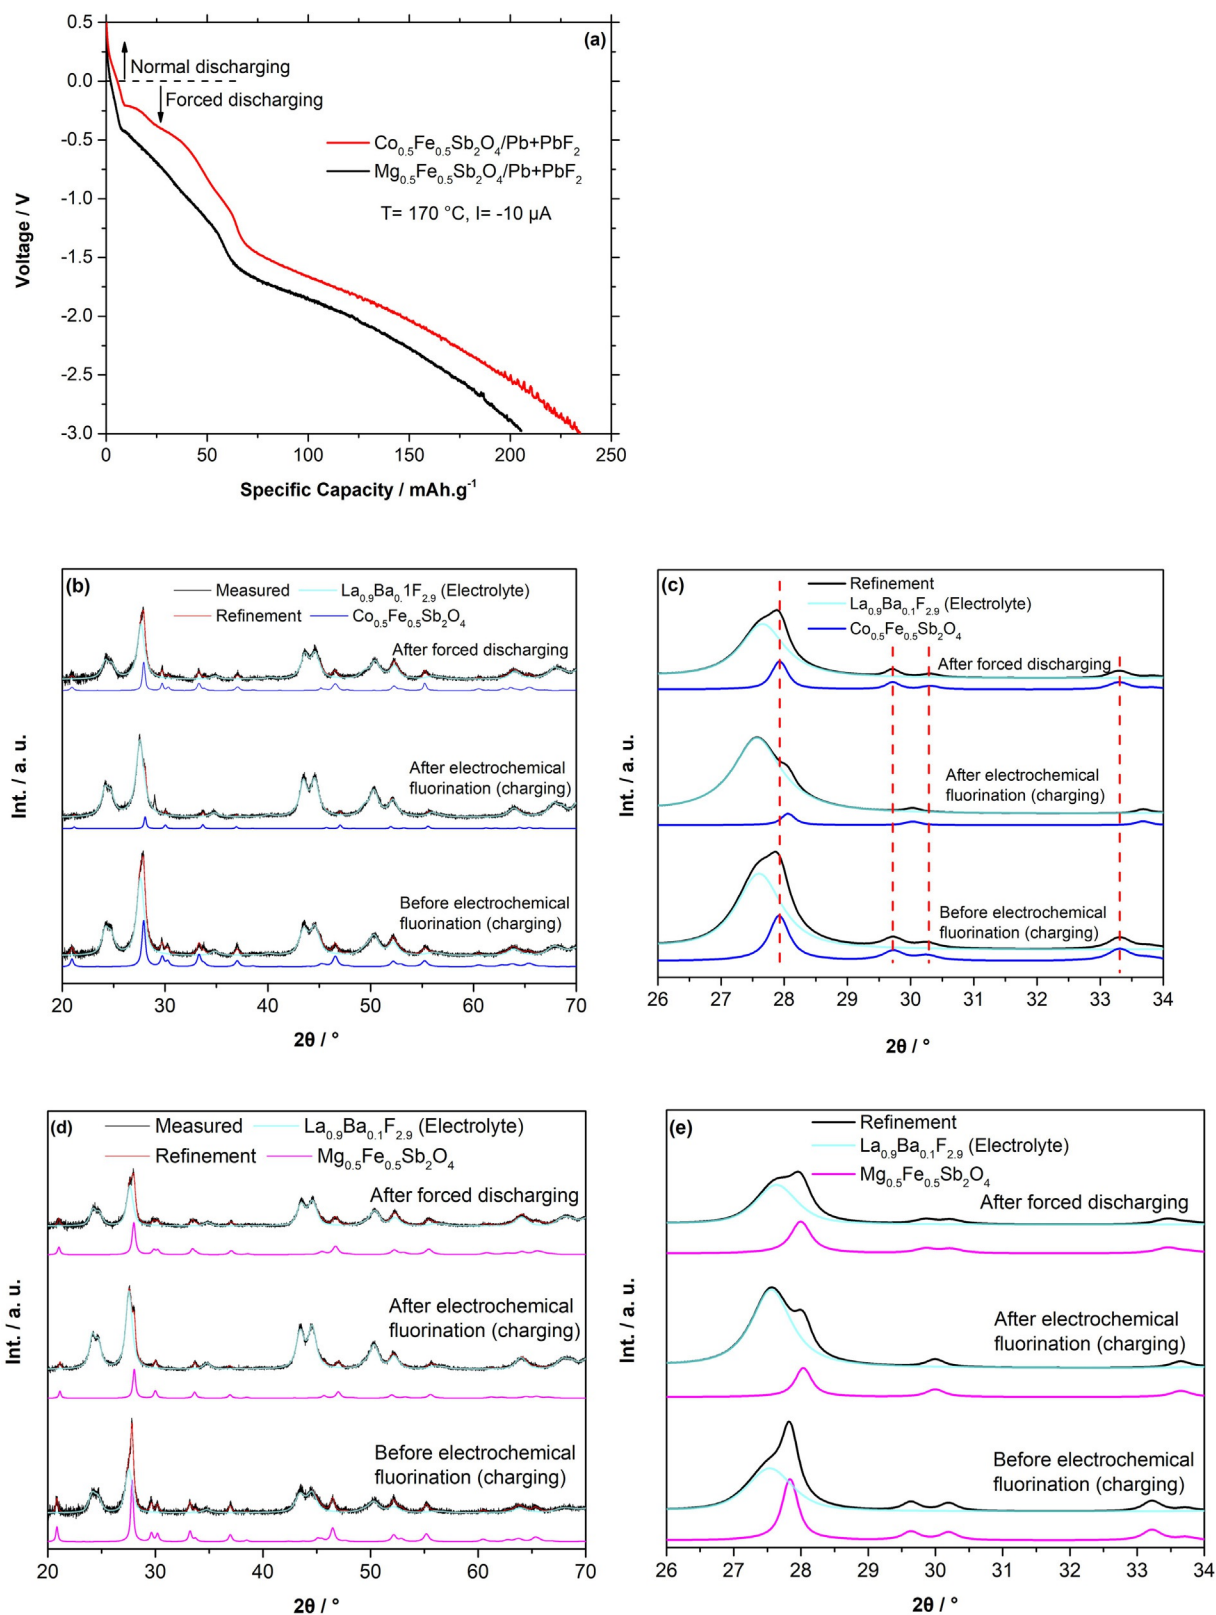 (a)
0.5
0.0
-0.5
-1.0
-1.5
-2.0
-2.5
-3.0
Voltage / V
Normal discharging
Forced discharging
Co0.5Fe0.5Sb2O4/Pb+PbF2
Mg0.5Fe0.5Sb2O4/Pb+PbF2
T= 170 °C, I= -10 µA
0 50 100 150 200 250
Specific Capacity / mAh.g-1
(b)
Measured La0.9Ba0.1F2.9 (Electrolyte)
Refinement Co0.5Fe0.5Sb2O4
After forced discharging
After electrochemical
fluorination (charging)
Before electrochemical
fluorination (charging)
Int. / a. u.
20 30 40 50 60 70
2θ / °
(c)
Refinement
La0.9Ba0.1F2.9 (Electrolyte)
Co0.5Fe0.5Sb2O4
After forced discharging
After electrochemical
fluorination (charging)
Before electrochemical
fluorination (charging)
Int. / a. u.
26 27 28 29 30 31 32 33 34
2θ / °
(d)
Measured La0.9Ba0.1F2.9 (Electrolyte)
Refinement Mg0.5Fe0.5Sb2O4
After forced discharging
After electrochemical
fluorination (charging)
Before electrochemical
fluorination (charging)
Int. / a. u.
20 30 40 50 60 70
2θ / °
(e)
Refinement
La0.9Ba0.1F2.9 (Electrolyte)
Mg0.5Fe0.5Sb2O4
After forced discharging
After electrochemical
fluorination (charging)
Before electrochemical
fluorination (charging)
Int. / a. u.
26 27 28 29 30 31 32 33 34
2θ / °